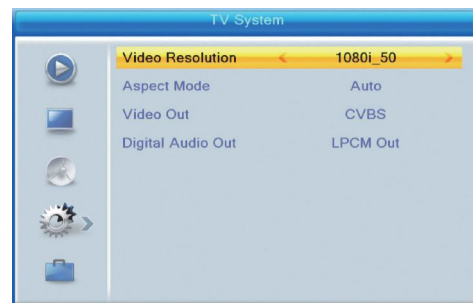 TV System
Video Resolution 1080i_50
Aspect Mode Auto
Video Out CVBS
Digital Audio Out LPCM Out